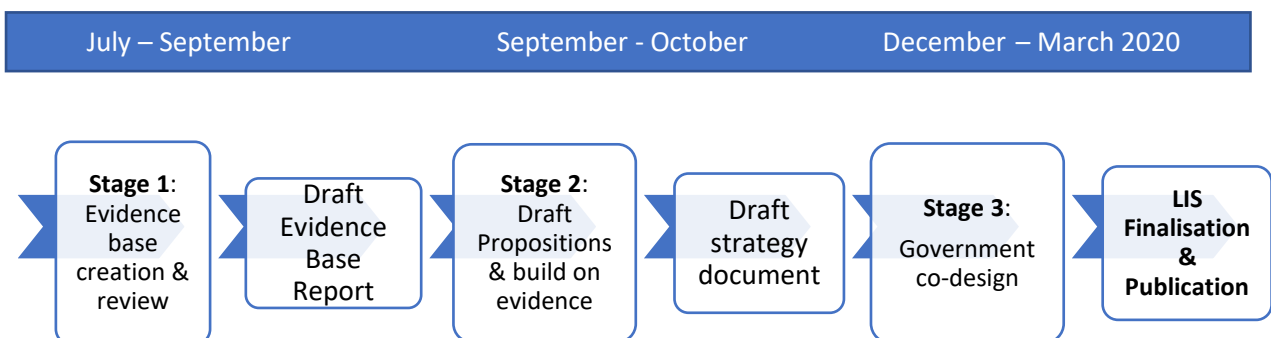 July – September
September - October
December – March 2020
Stage 1:
Evidence
base
creation &
review
Draft
Evidence
Base
Report
Stage 2:
Draft
Propositions
& build on
evidence
Draft
strategy
document
Stage 3:
Government
co-design
LIS
Finalisation
&
Publication